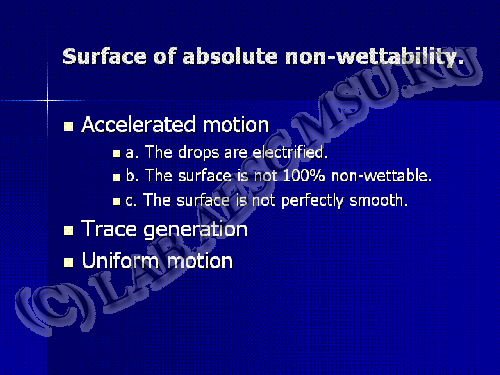 Surface of absolute non-wettability.
Accelerated motion
a. The drops are electrified.
b. The surface is not 100% non-wettable.
c. The surface is not perfectly smooth.
Trace generation
Uniform motion
(C) LAB.AESC.MSU.RU